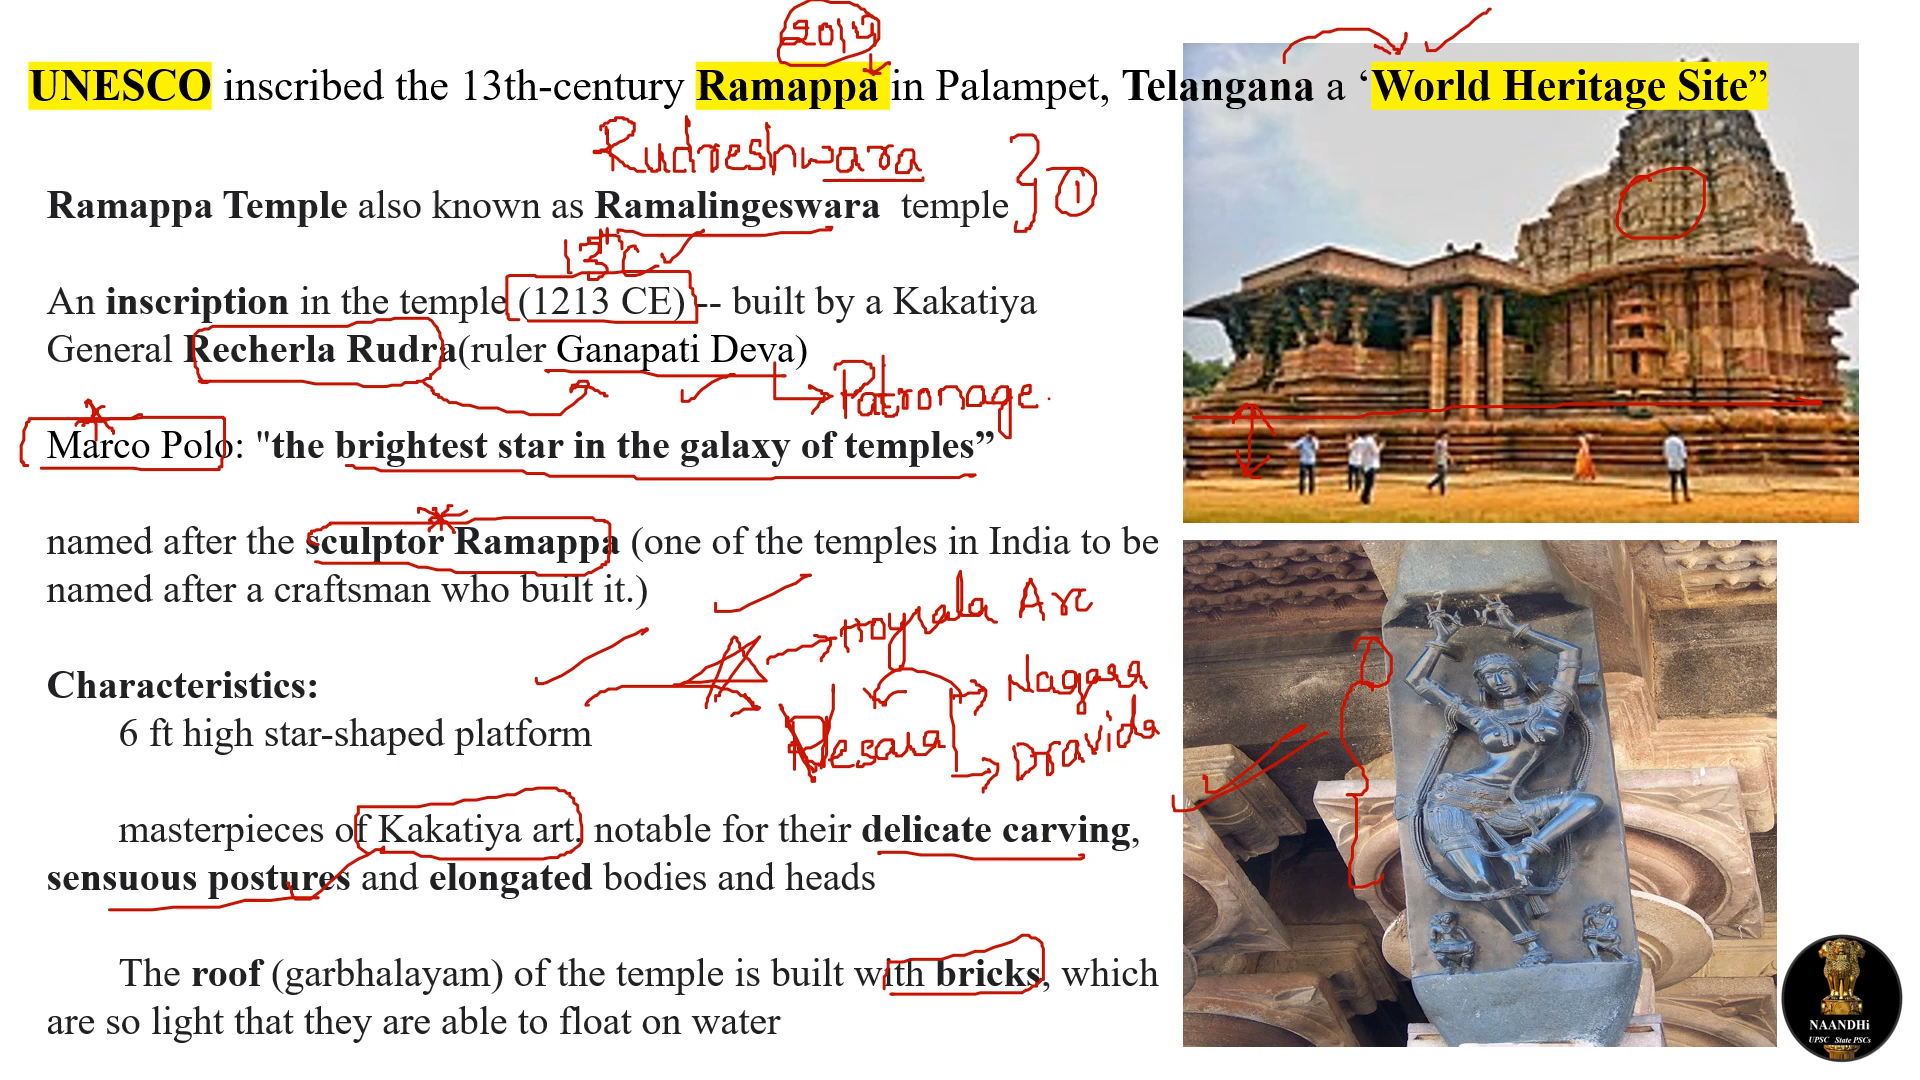 2014
UNESCO inscribed the 13th-century Ramappa in Palampet, Telangana a ‘World Heritage Site”
Rudreshwara
} 1
Ramappa Temple also known as Ramalingeswara temple
13th C
An inscription in the temple (1213 CE) -- built by a Kakatiya
General Recherla Rudra(ruler Ganapati Deva)
Patronage.
Marco Polo: "the brightest star in the galaxy of temples”
named after the sculptor Ramappa (one of the temples in India to be
named after a craftsman who built it.)
Hoysala Arc
Characteristics:
Nagara
6 ft high star-shaped platform
Vesara
Dravida
masterpieces of Kakatiya art, notable for their delicate carving,
sensuous postures and elongated bodies and heads
The roof (garbhalayam) of the temple is built with bricks, which
are so light that they are able to float on water
NAANDHi
UPSC State PSCs